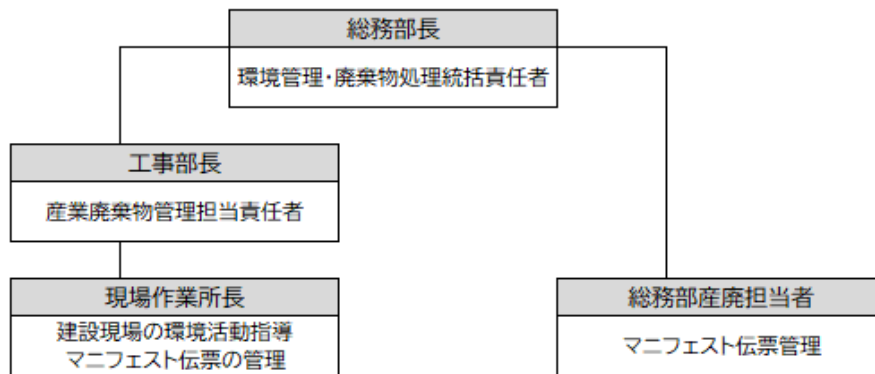 総務部長
環境管理・廃棄物処理統括責任者
工事部長
産業廃棄物管理担当責任者
現場作業所長
建設現場の環境活動指導
マニフェスト伝票の管理
総務部産廃担当者
マニフェスト伝票管理